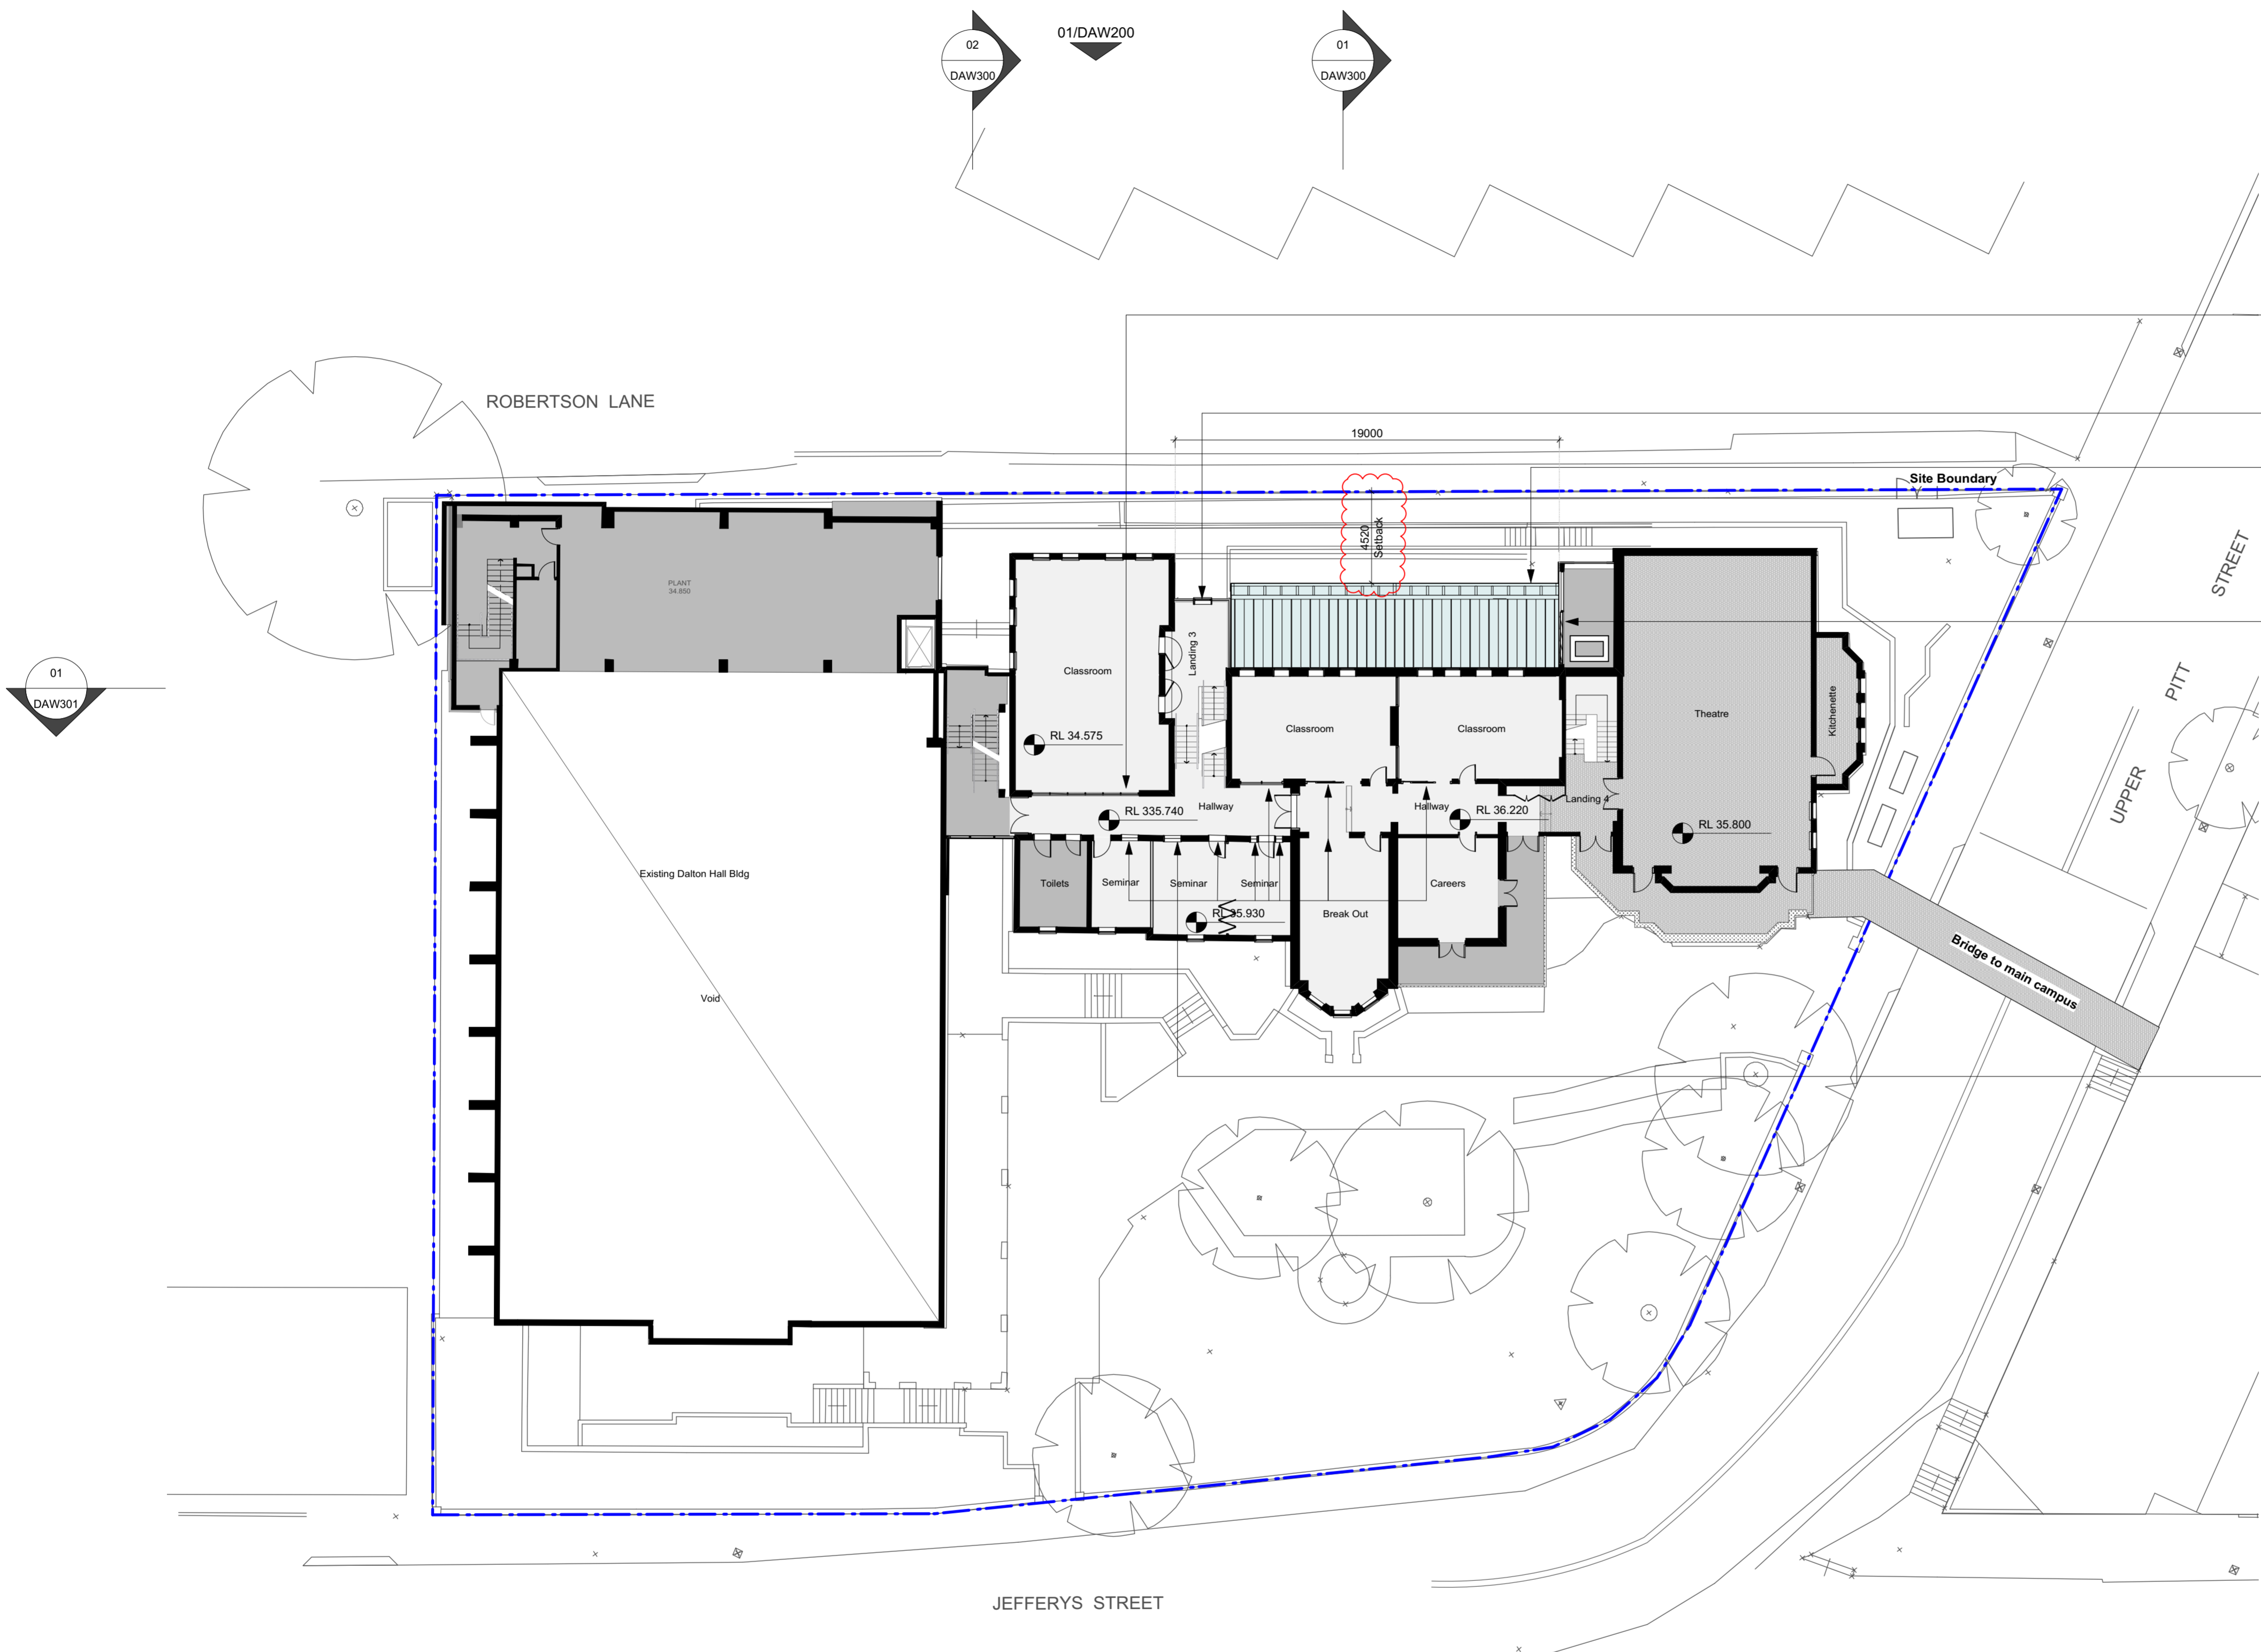 02
DAW300
01/DAW200
01
DAW300
ROBERTSON LANE
19000
Site Boundary
4520
Setback
STREET
PITT
UPPER
PLANT
34.850
01
DAW301
Classroom
Landing 3
RL 34.575
Classroom
Classroom
Theatre
Kitchenette
Hallway
RL 335.740
Hallway
RL 36.220
Landing 4
RL 35.800
Existing Dalton Hall Bldg
Toilets
Seminar
Seminar
Seminar
RL 35.930
Break Out
Careers
Bridge to main campus
Void
JEFFERYS STREET